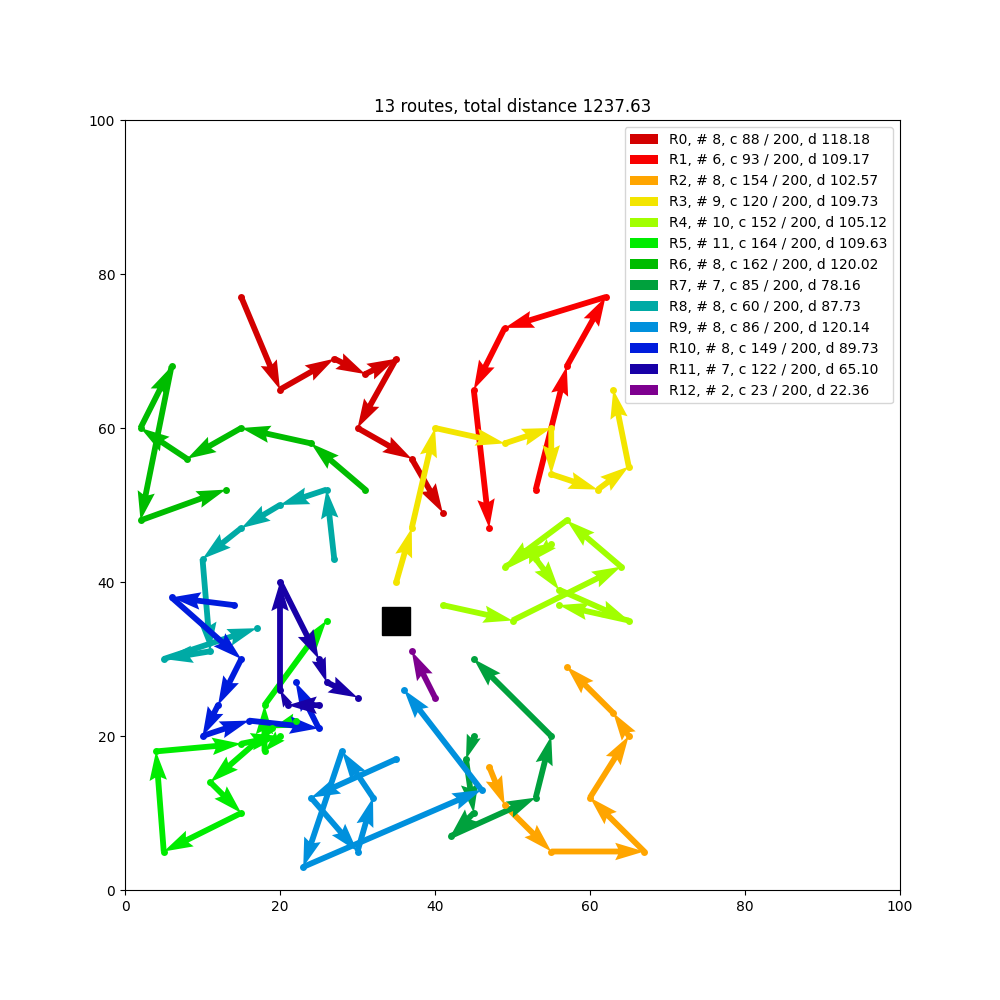 13 routes, total distance 1237.63
R0, # 8, c 88 / 200, d 118.18
R1, # 6, c 93 / 200, d 109.17
R2, # 8, c 154 / 200, d 102.57
R3, # 9, c 120 / 200, d 109.73
R4, # 10, c 152 / 200, d 105.12
R5, # 11, c 164 / 200, d 109.63
R6, # 8, c 162 / 200, d 120.02
R7, # 7, c 85 / 200, d 78.16
R8, # 8, c 60 / 200, d 87.73
R9, # 8, c 86 / 200, d 120.14
R10, # 8, c 149 / 200, d 89.73
R11, # 7, c 122 / 200, d 65.10
R12, # 2, c 23 / 200, d 22.36
100
80
60
40
20
0
0 20 40 60 80 100